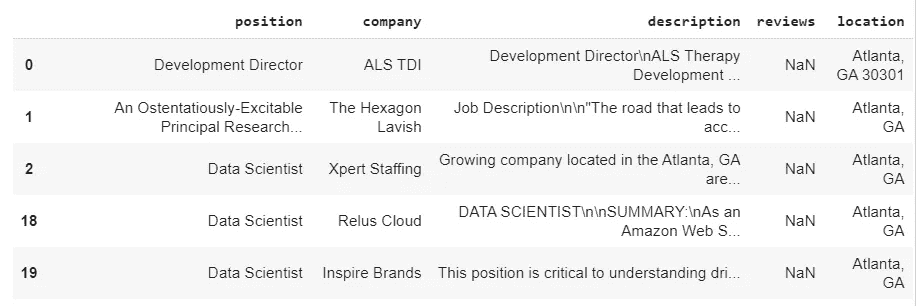 position company description reviews location
0 Development Director ALS TDI Development Director\nALS Therapy Development ... NaN Atlanta, GA 30301
1 An Ostentatiously-Excitable Principal Research... The Hexagon Lavish Job Description\n\n"The road that leads to acc... NaN Atlanta, GA
2 Data Scientist Xpert Staffing Growing company located in the Atlanta, GA are... NaN Atlanta, GA
18 Data Scientist Relus Cloud DATA SCIENTIST\n\nSUMMARY:\nAs an Amazon Web S... NaN Atlanta, GA
19 Data Scientist Inspire Brands This position is critical to understanding dri... NaN Atlanta, GA